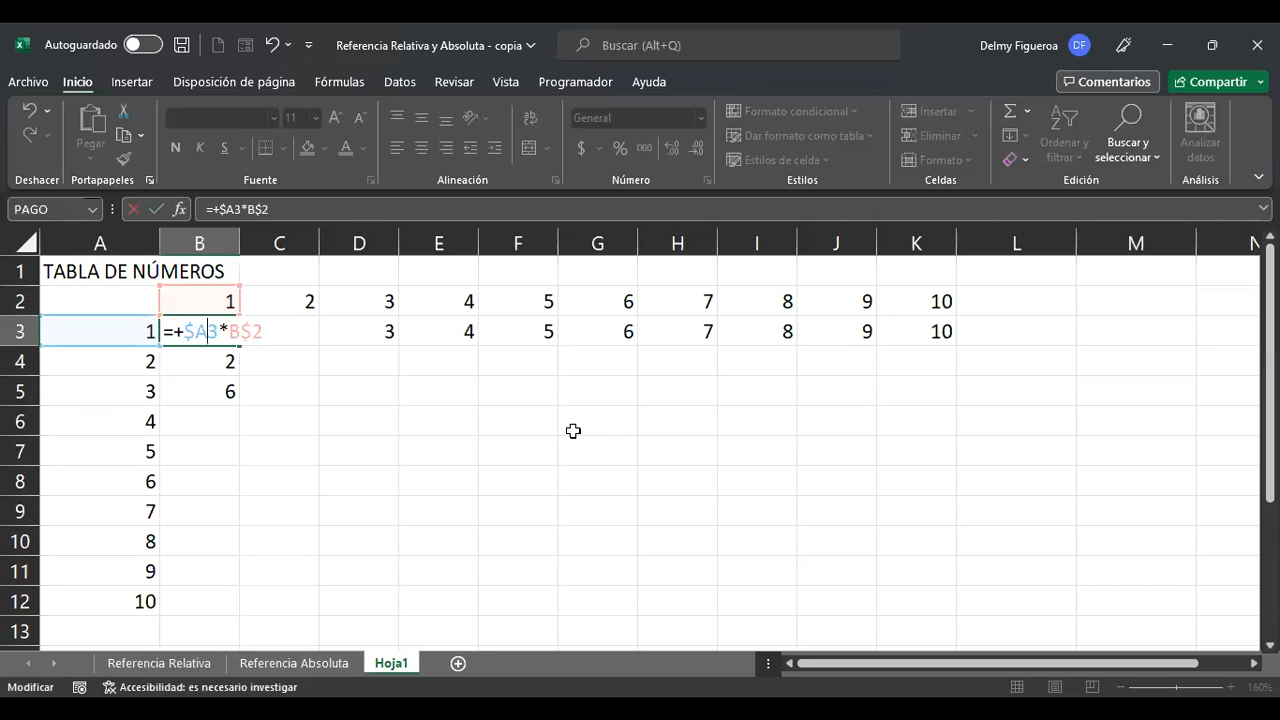 Autoguardado Referencia Relativa y Absoluta - copia Buscar (Alt+Q) Delmy Figueroa DF
Archivo Inicio Insertar Disposición de página Fórmulas Datos Revisar Vista Programador Ayuda Comentarios Compartir
11 General Formato condicional Insertar
Pegar N K S $ % 000 Dar formato como tabla Eliminar Ordenar y filtrar Buscar y seleccionar Analizar datos
Estilos de celda Formato
Deshacer Portapapeles Fuente Alineación Número Estilos Celdas Edición Análisis
PAGO fx =+$A3*B$2
A B C D E F G H I J K L M N
1 TABLA DE NÚMEROS
2 1 2 3 4 5 6 7 8 9 10
3 1 =+$A3*B$2 3 4 5 6 7 8 9 10
4 2 2
5 3 6
6 4
7 5
8 6
9 7
10 8
11 9
12 10
13
Referencia Relativa Referencia Absoluta Hoja1
Modificar Accesibilidad: es necesario investigar 160%